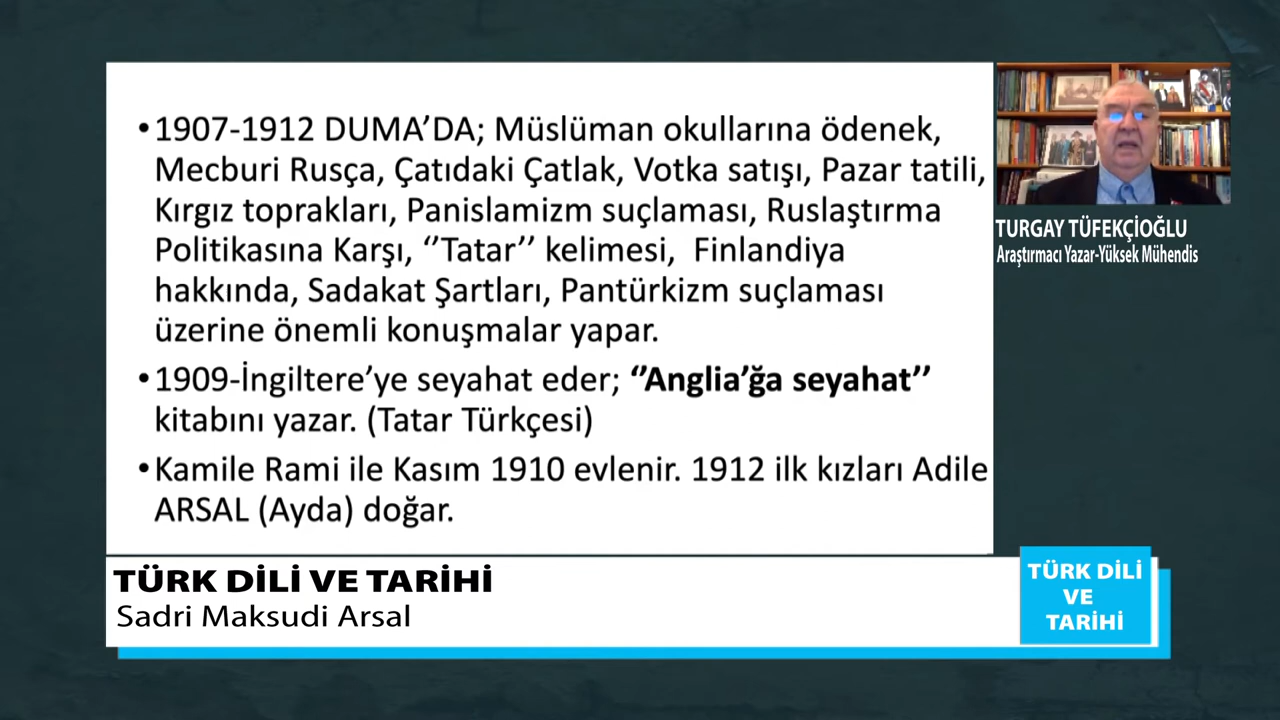 •1907-1912 DUMA’DA; Müslüman okullarına ödenek,
Mecburi Rusça, Çatıdaki Çatlak, Votka satışı, Pazar tatili,
Kırgız toprakları, Panislamizm suçlaması, Ruslaştırma
Politikasına Karşı, ‘’Tatar’’ kelimesi,  Finlandiya
hakkında, Sadakat Şartları, Pantürkizm suçlaması
üzerine önemli konuşmalar yapar.
•1909-İngiltere’ye seyahat eder; ‘’Anglia’ğa seyahat’’
kitabını yazar. (Tatar Türkçesi)
•Kamile Rami ile Kasım 1910 evlenir. 1912 ilk kızları Adile
ARSAL (Ayda) doğar.
TURGAY TÜFEKÇİOĞLU
Araştırmacı Yazar-Yüksek Mühendis
TÜRK DİLİ VE TARİHİ
Sadri Maksudi Arsal
TÜRK DİLİ
VE
TARİHİ